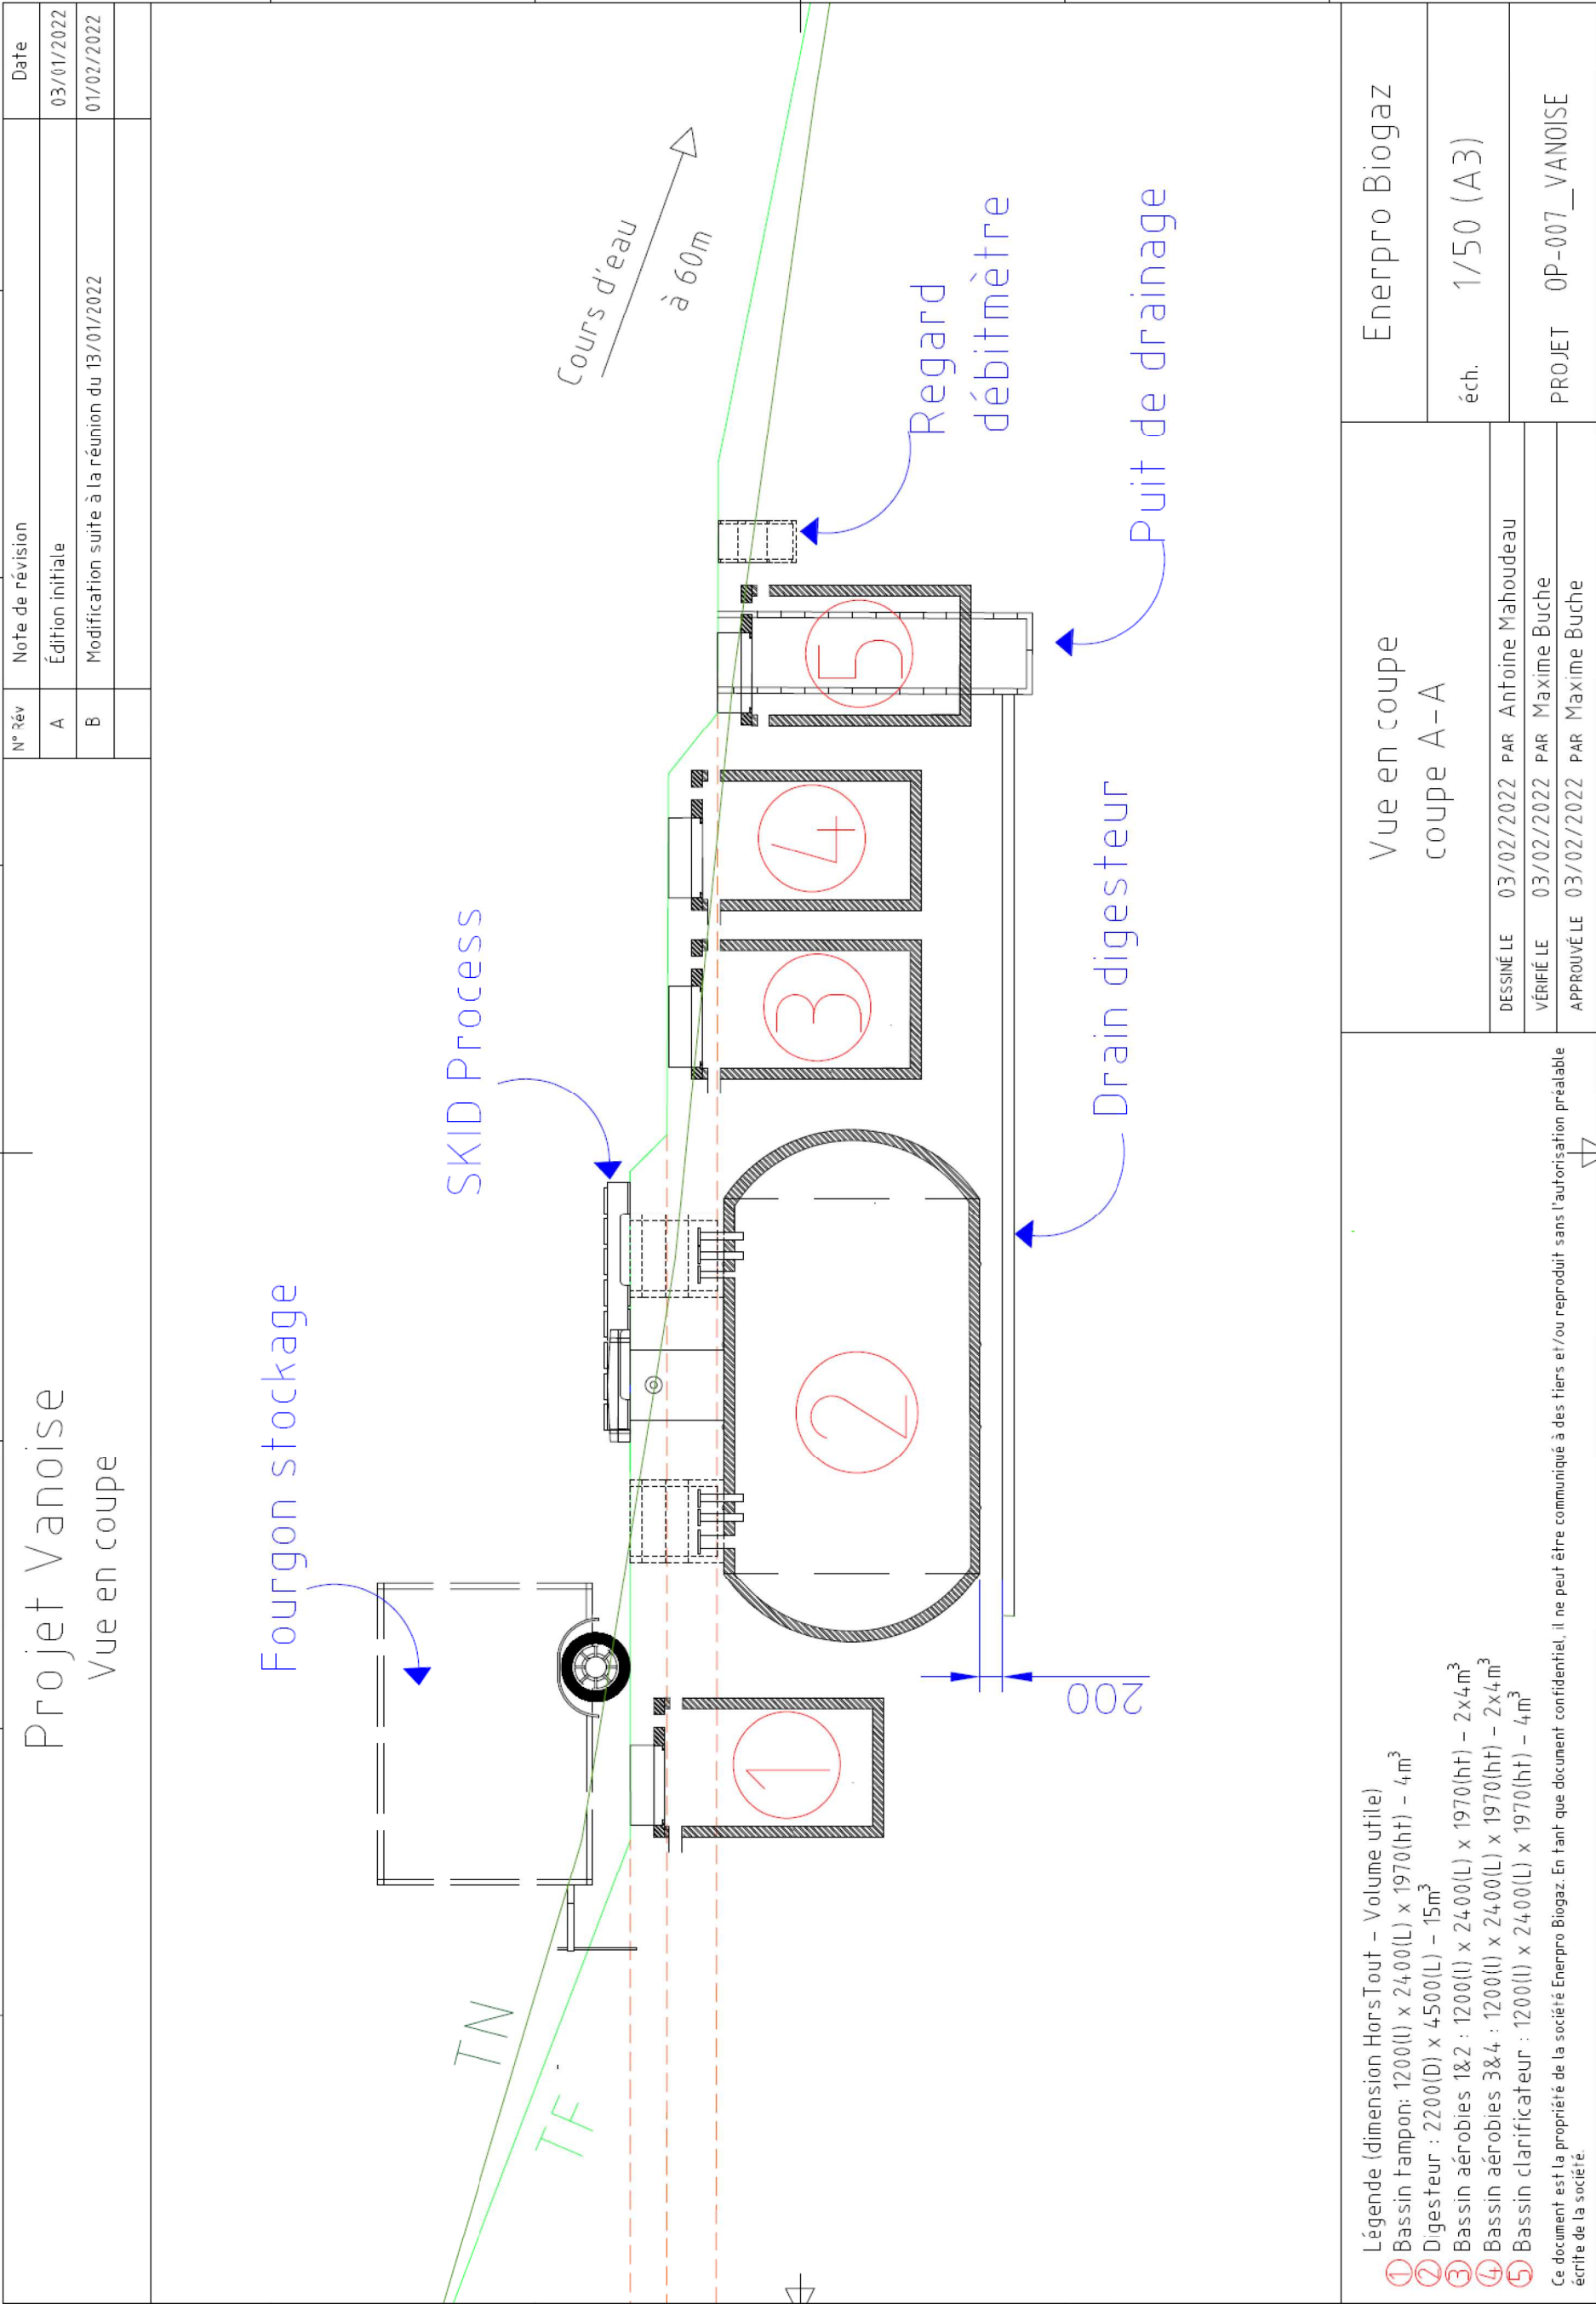 Projet Vanoise
Vue en coupe
N° Rév
Note de révision
Date
A
Édition initiale
03/01/2022
B
Modification suite à la réunion du 13/01/2022
01/02/2022
Fourgon stockage
SKID Process
Cours d'eau
à 60m
TN
TF
Regard
débitmètre
Puit de drainage
Drain digesteur
1
2
3
4
5
200
Légende (dimension HorsTout - Volume utile)
1 Bassin tampon: 1200(l) x 2400(L) x 1970(ht) - 4m³
2 Digesteur : 2200(D) x 4500(L) - 15m³
3 Bassin aérobies 1&2 : 1200(l) x 2400(L) x 1970(ht) - 2x4m³
4 Bassin aérobies 3&4 : 1200(l) x 2400(L) x 1970(ht) - 2x4m³
5 Bassin clarificateur : 1200(l) x 2400(L) x 1970(ht) - 4m³
Ce document est la propriété de la société Enerpro Biogaz. En tant que document confidentiel, il ne peut être communiqué à des tiers et/ou reproduit sans l'autorisation préalable
écrite de la société.
Vue en coupe
coupe A-A
DESSINÉ LE 03/02/2022 PAR Antoine Mahoudeau
VÉRIFIÉ LE 03/02/2022 PAR Maxime Buche
APPROUVÉ LE 03/02/2022 PAR Maxime Buche
Enerpro Biogaz
éch. 1/50 (A3)
PROJET OP-007_VANOISE